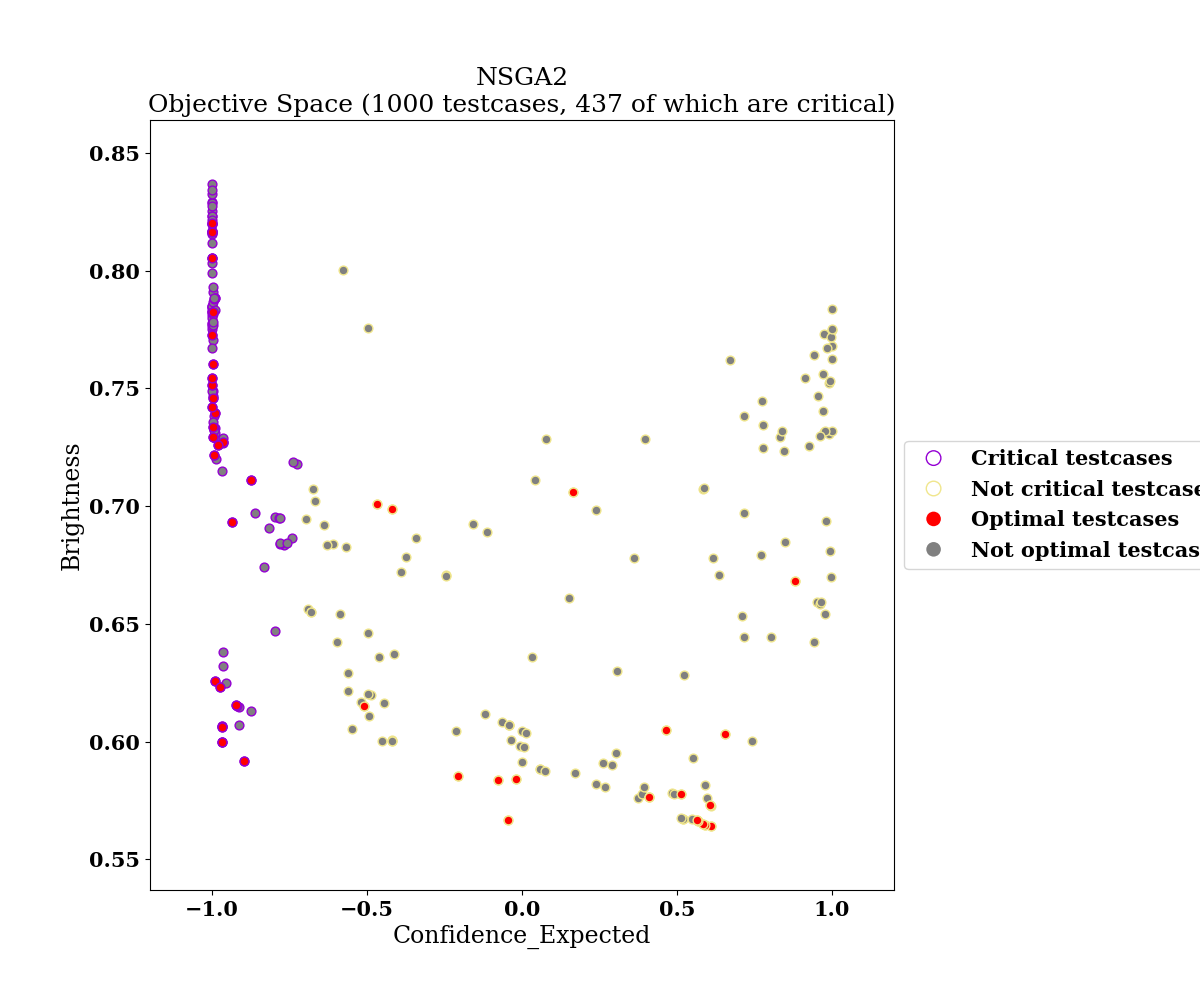 NSGA2
Objective Space (1000 testcases, 437 of which are critical)
0.85
0.80
0.75
0.70
0.65
0.60
0.55
Brightness
−1.0
−0.5
0.0
0.5
1.0
Confidence_Expected
Critical testcases
Not critical testcase
Optimal testcases
Not optimal testcas